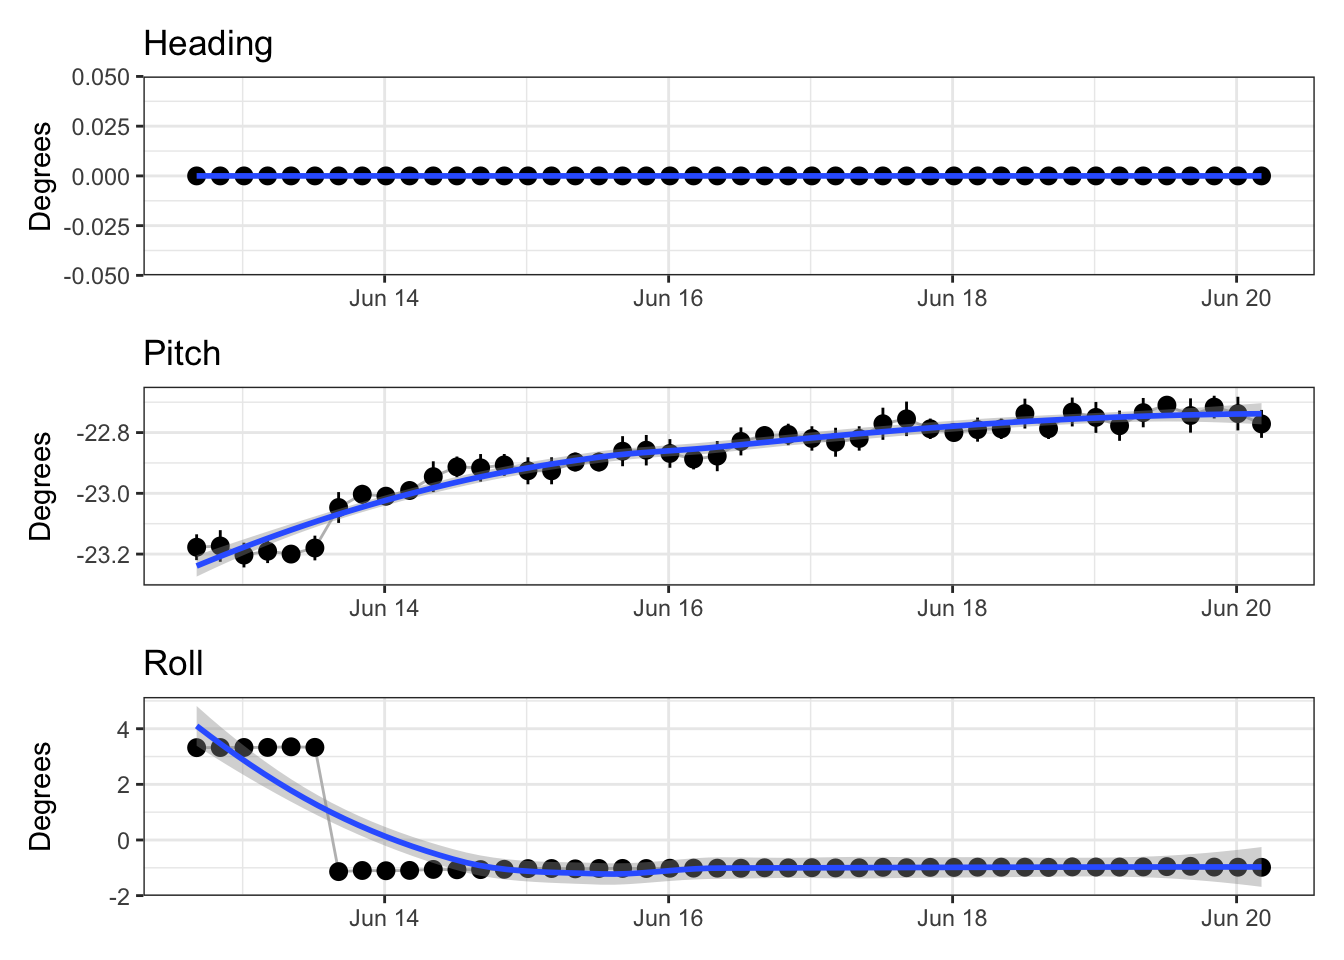 Heading
Degrees
0.050
0.025
0.000
-0.025
-0.050
Jun 14 Jun 16 Jun 18 Jun 20
Pitch
Degrees
-22.8
-23.0
-23.2
Jun 14 Jun 16 Jun 18 Jun 20
Roll
Degrees
4
2
0
-2
Jun 14 Jun 16 Jun 18 Jun 20